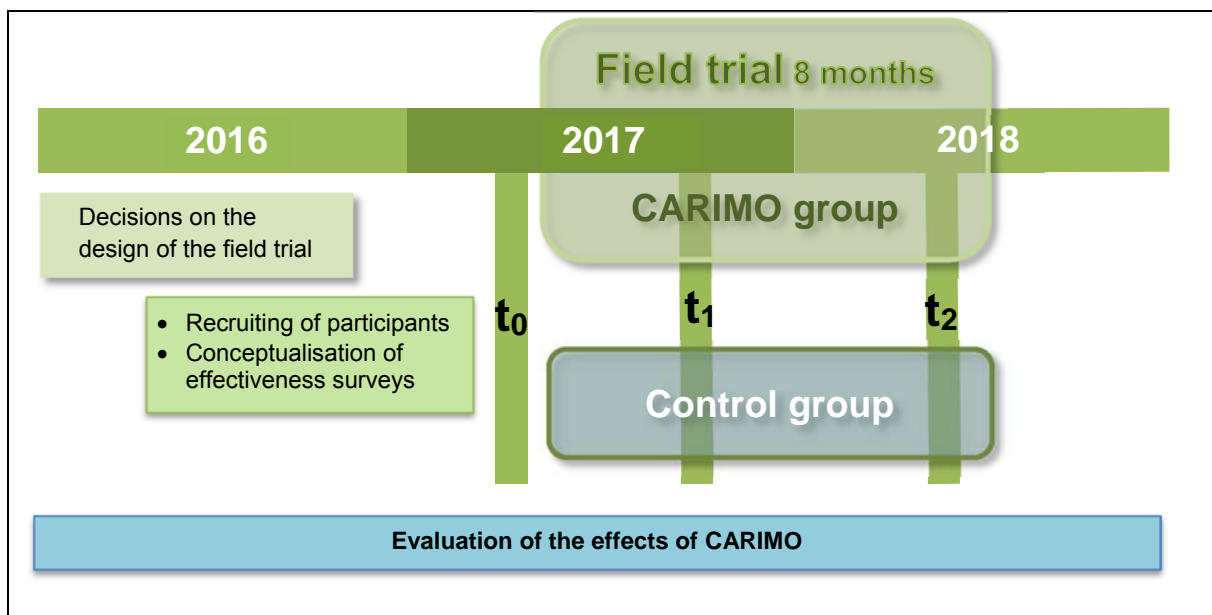 Field trial 8 months
2016 2017 2018
Decisions on the
design of the field trial
CARIMO group
• Recruiting of participants
• Conceptualisation of
effectiveness surveys
t₀ t₁ t₂
Control group
Evaluation of the effects of CARIMO